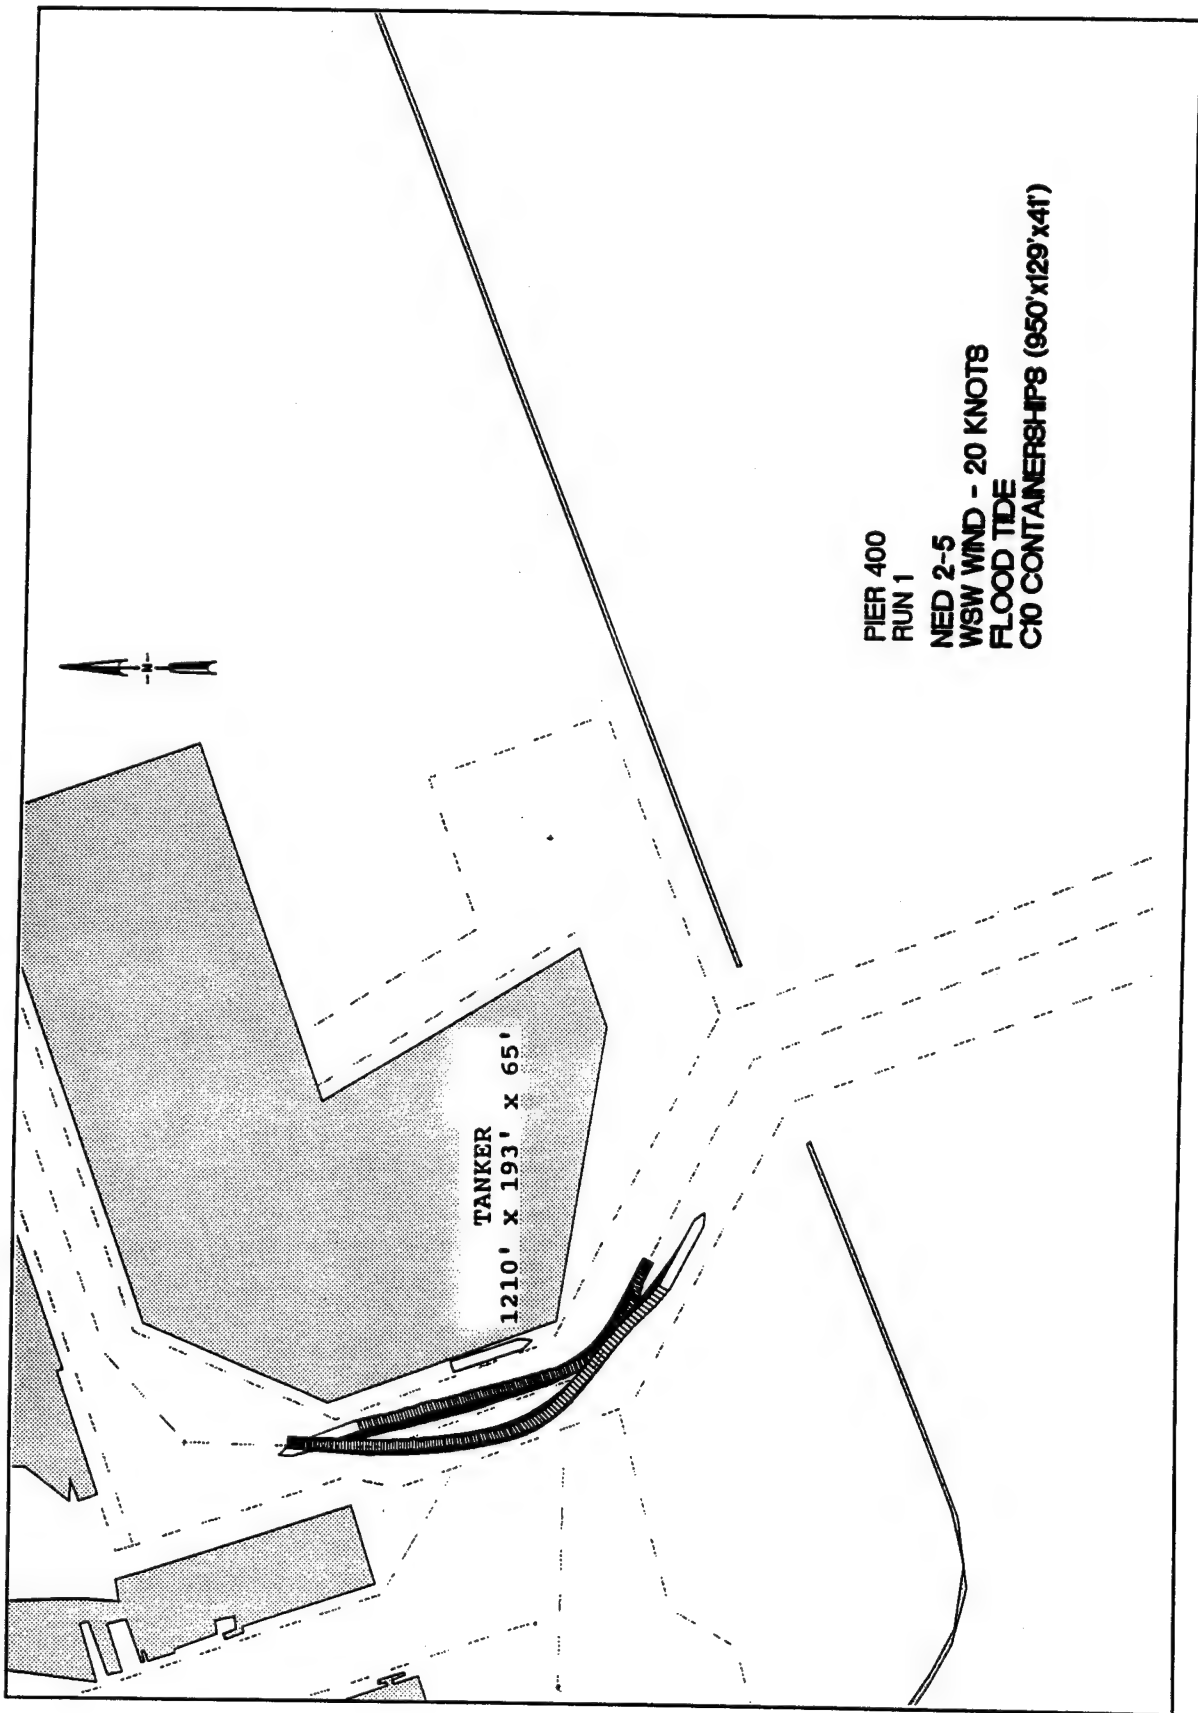 TANKER
1210' x 193' x 65'
PIER 400
RUN 1
NED 2-5
WSW WIND - 20 KNOTS
FLOOD TIDE
C10 CONTAINERSHIPS (950'x129'x41')
-N-